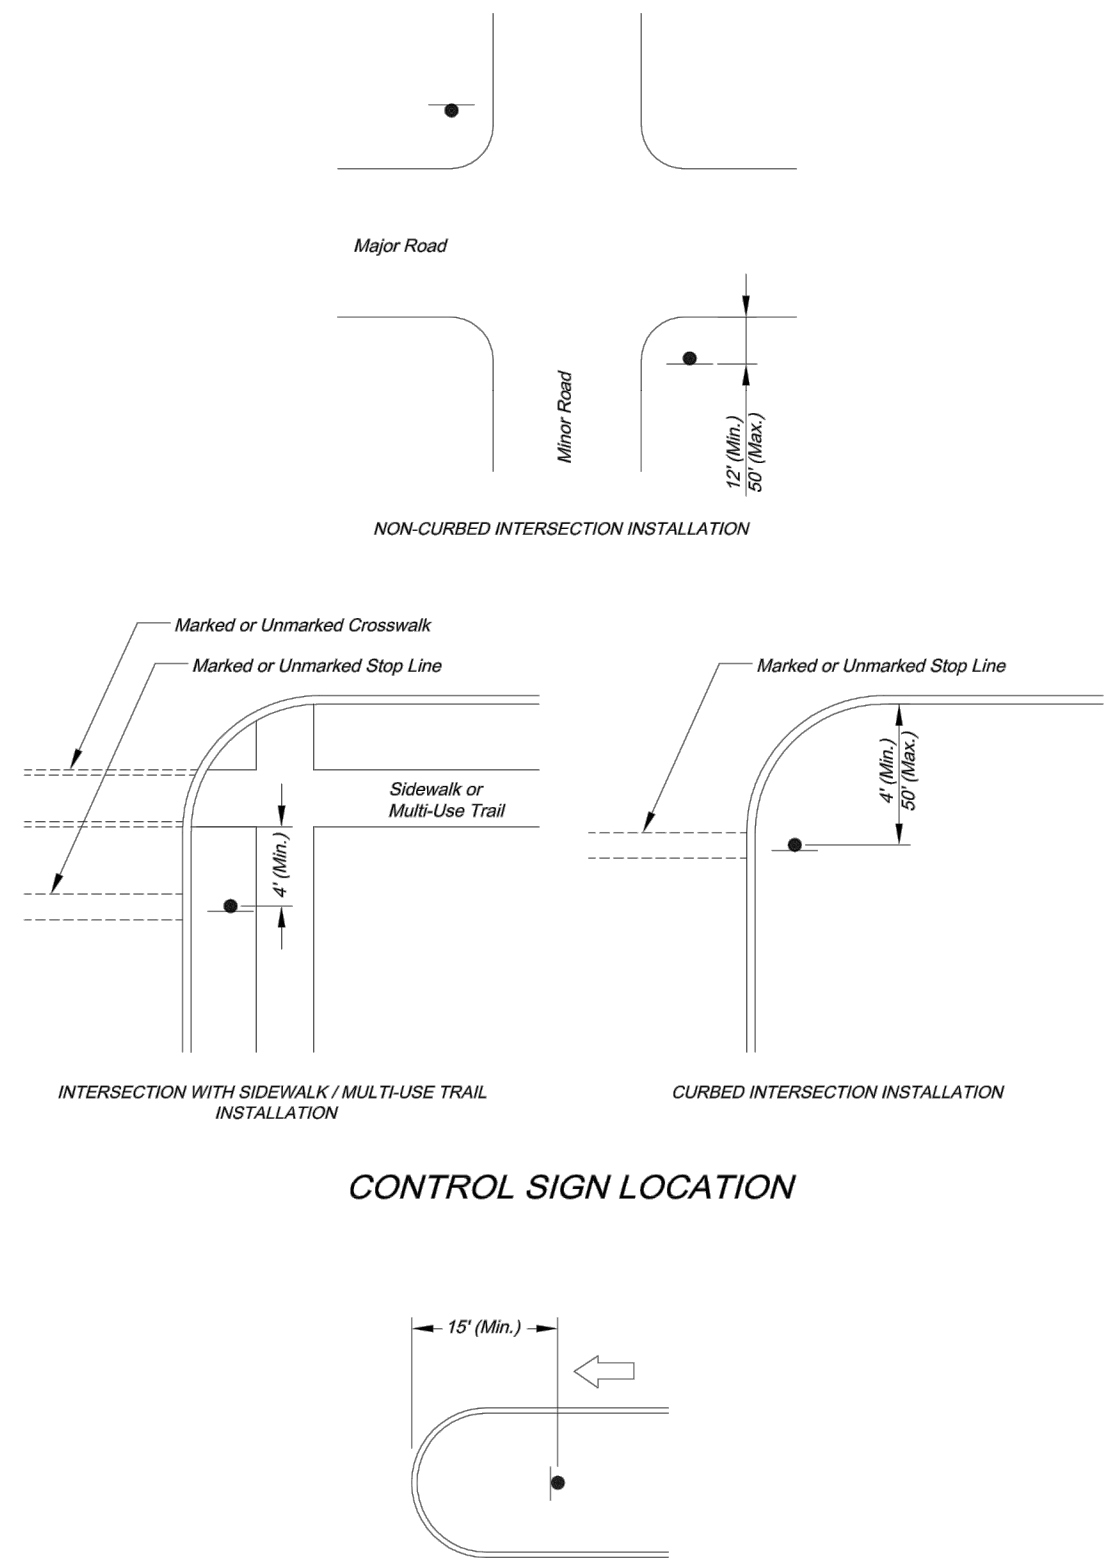 Major Road
Minor Road
12' (Min.)
50' (Max.)
NON-CURBED INTERSECTION INSTALLATION
Marked or Unmarked Crosswalk
Marked or Unmarked Stop Line
Sidewalk or
Multi-Use Trail
4' (Min.)
INTERSECTION WITH SIDEWALK / MULTI-USE TRAIL
INSTALLATION
Marked or Unmarked Stop Line
4' (Min.)
50' (Max.)
CURBED INTERSECTION INSTALLATION
CONTROL SIGN LOCATION
15' (Min.)